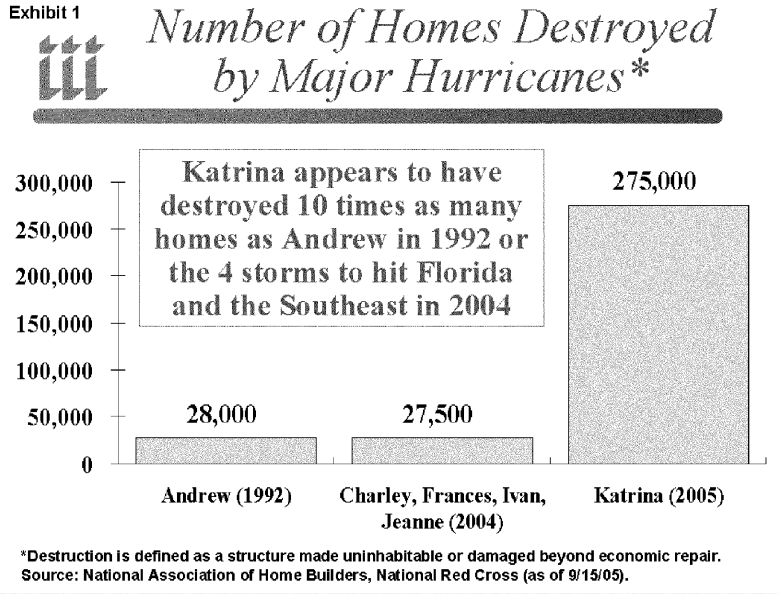 Exhibit 1
iii
Number of Homes Destroyed
by Major Hurricanes*
Katrina appears to have
destroyed 10 times as many
homes as Andrew in 1992 or
the 4 storms to hit Florida
and the Southeast in 2004
300,000
250,000
200,000
150,000
100,000
50,000
0
28,000
27,500
275,000
Andrew (1992)
Charley, Frances, Ivan,
Jeanne (2004)
Katrina (2005)
*Destruction is defined as a structure made uninhabitable or damaged beyond economic repair.
Source: National Association of Home Builders, National Red Cross (as of 9/15/05).